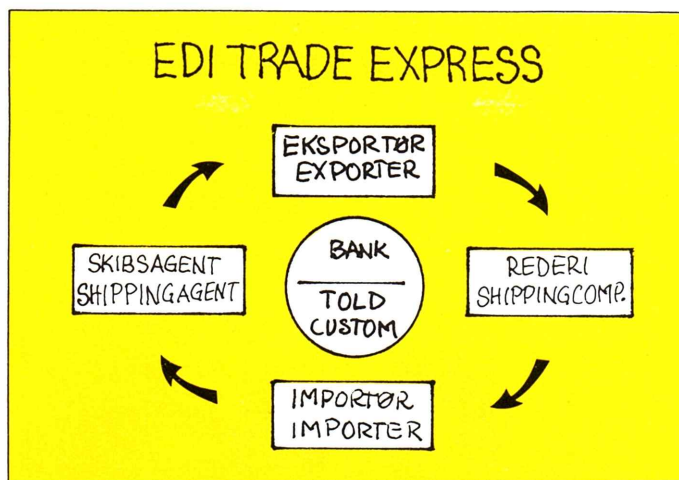 EDI TRADE EXPRESS
EKSPORTØR
EXPORTER
SKIBSAGENT
SHIPPINGAGENT
BANK
TOLD
CUSTOM
REDERI
SHIPPINGCOMP.
IMPORTØR
IMPORTER